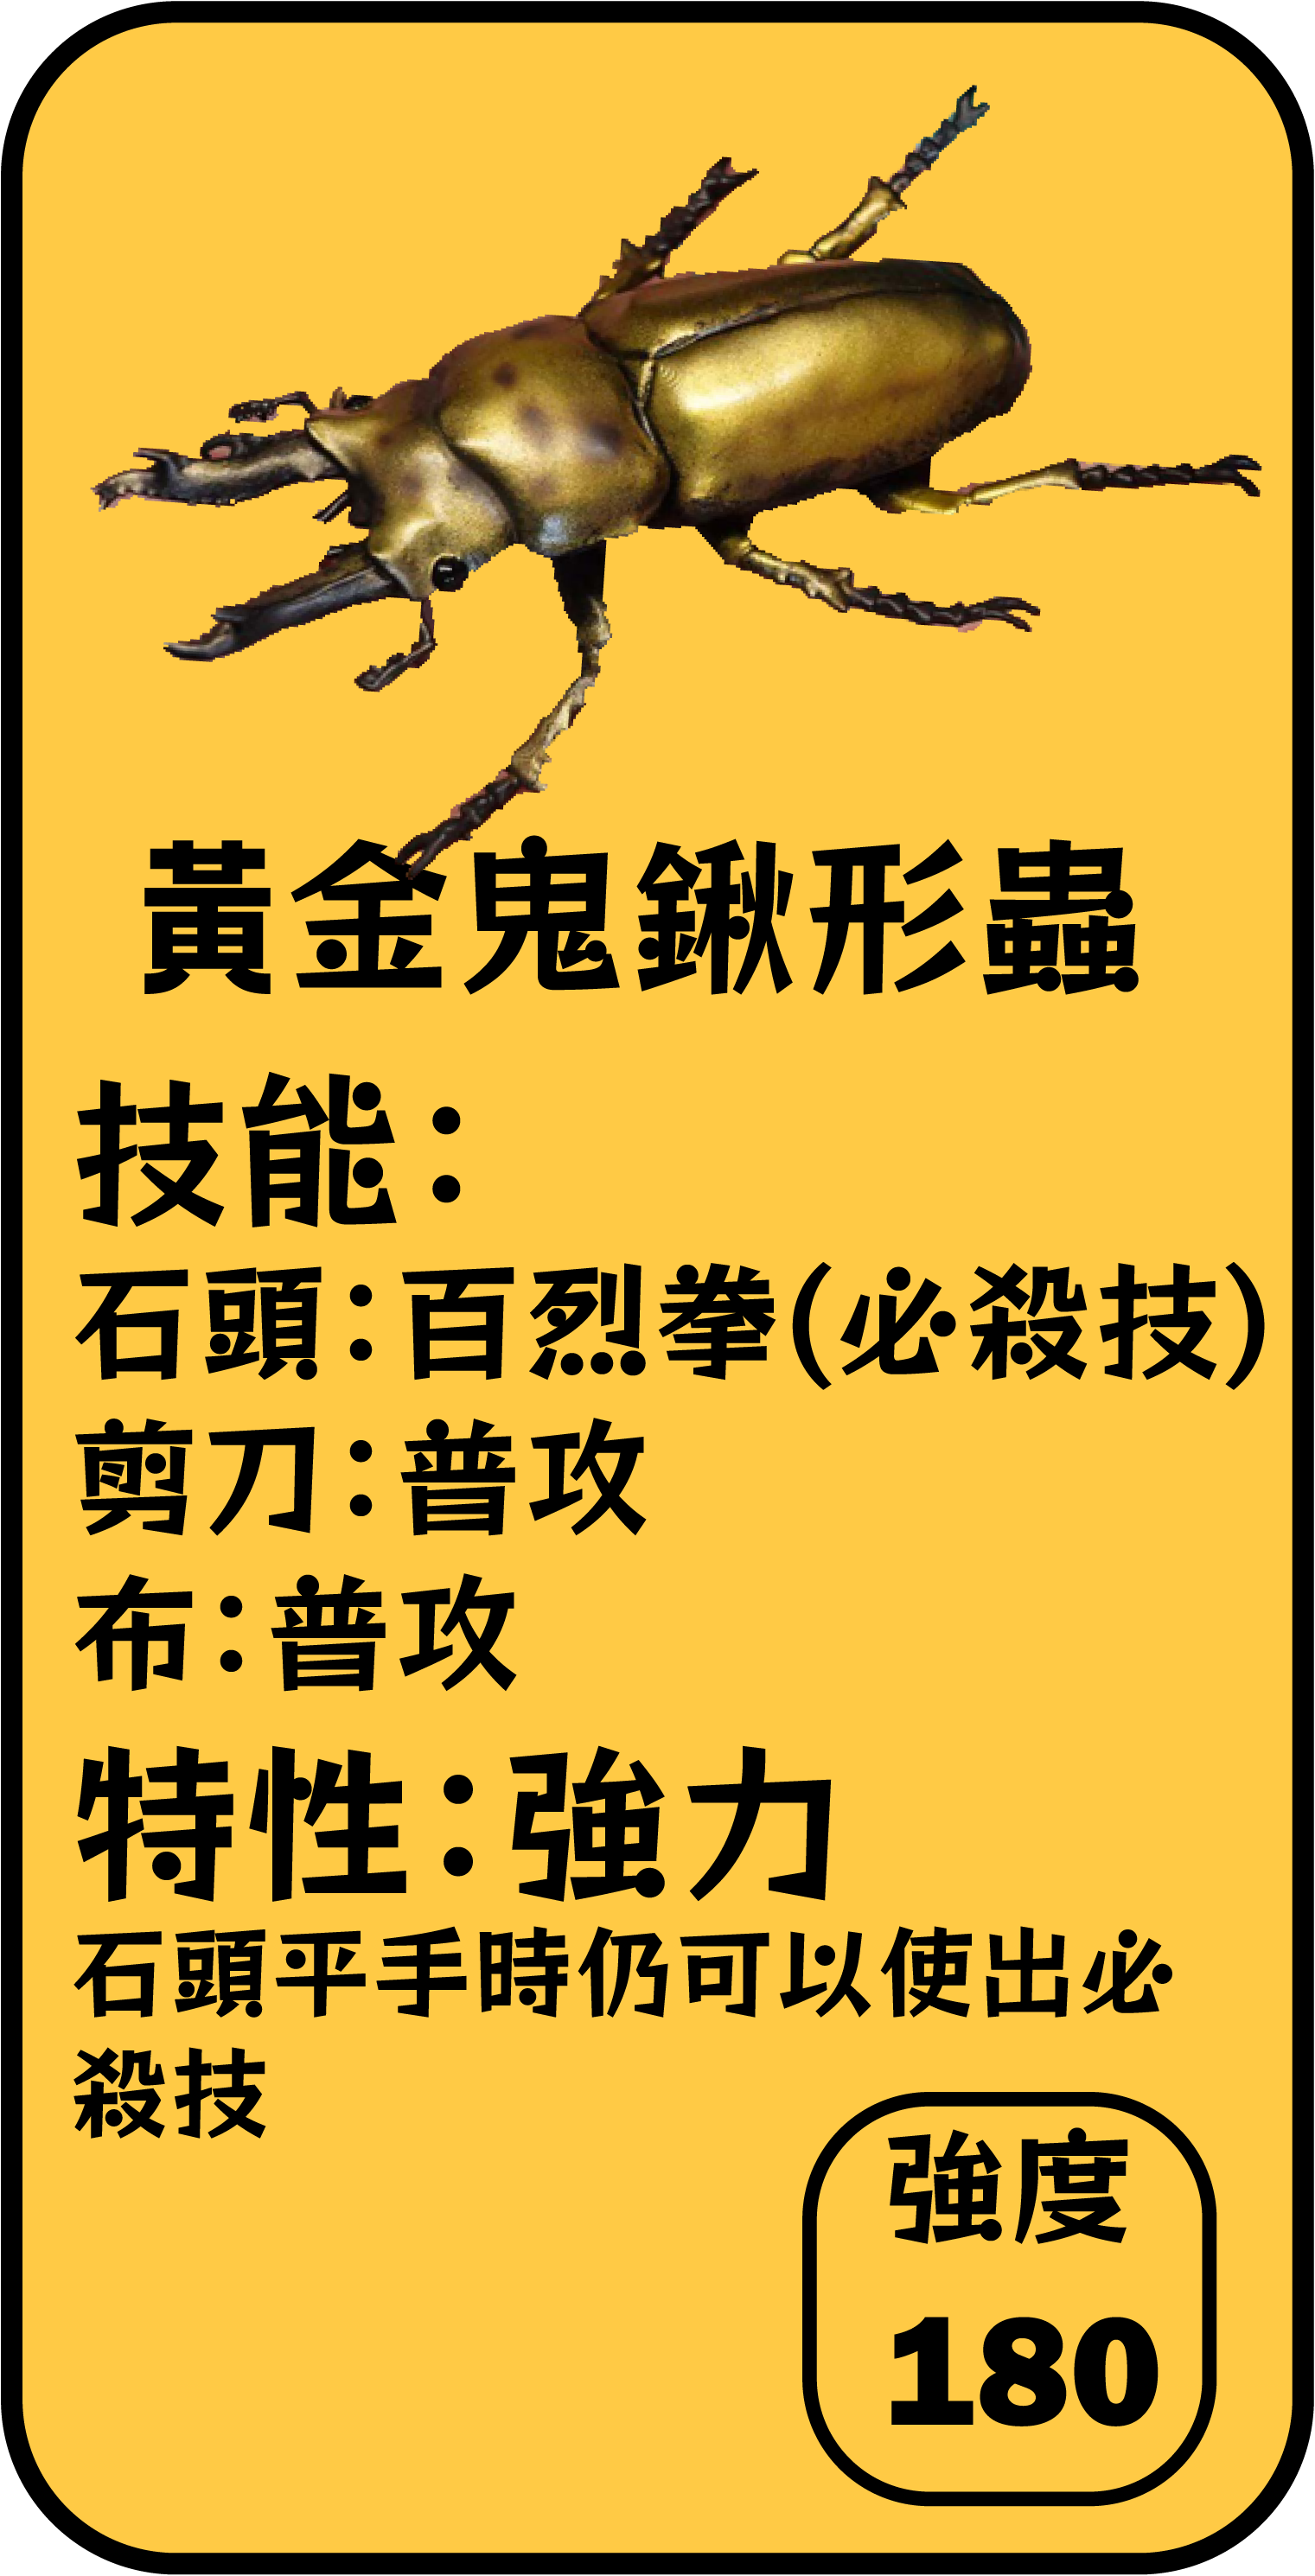 黃金鬼鍬形蟲
技能：
石頭：百烈拳(必殺技)
剪刀：普攻
布：普攻
特性：強力
石頭平手時仍可以使出必
殺技
強度
180